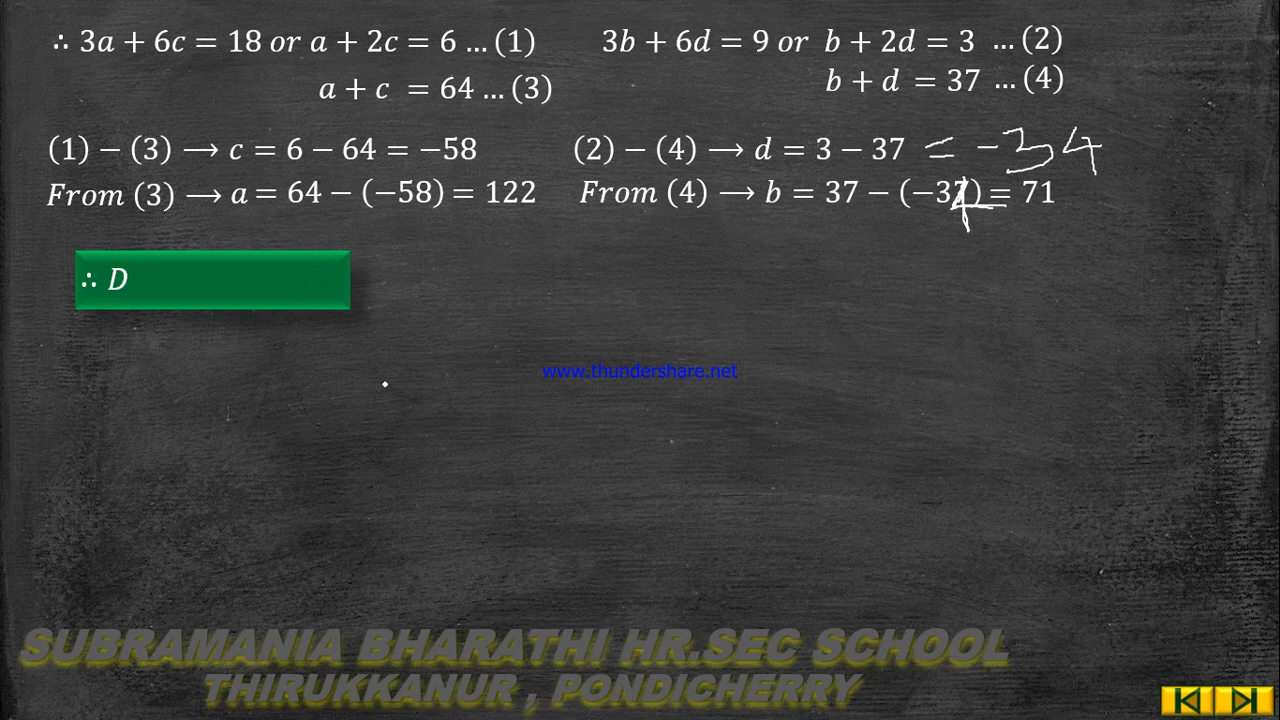 ∴ 3a + 6c = 18 or a + 2c = 6 ... (1)
a + c = 64 ... (3)
3b + 6d = 9 or b + 2d = 3 ... (2)
b + d = 37 ... (4)
(1) − (3) ⟶ c = 6 − 64 = −58
From (3) ⟶ a = 64 − (−58) = 122
(2) − (4) ⟶ d = 3 − 37 = -34
From (4) ⟶ b = 37 − (−34) = 71
∴ D
www.thundershare.net
SUBRAMANIA BHARATHI HR.SEC SCHOOL
THIRUKKANUR , PONDICHERRY